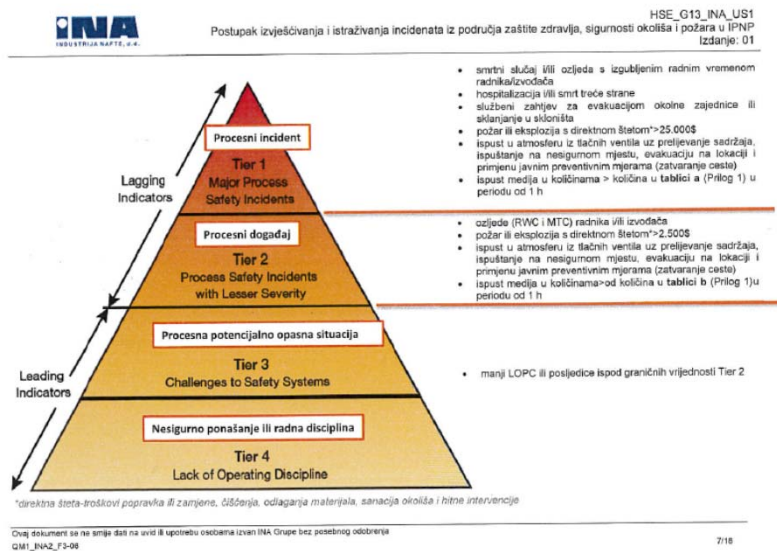 INA
INDUSTRIJA NAFTE, d.d.
HSE_G13_INA_US1
Postupak izvješćivanja i istraživanja incidenata iz područja zaštite zdravlja, sigurnosti okoliša i požara u IPNP
Izdanje: 01
Lagging
Indicators
Leading
Indicators
Procesni incident
Tier 1
Major Process
Safety Incidents
• smrtni slučaj i/ili ozljeda s izgubljenim radnim vremenom
radnika/izvođača
• hospitalizacija i/ili smrt treće strane
• službeni zahtjev za evakuacijom okolne zajednice ili
sklanjanje u skloništa
• požar ili eksplozija s direktnom štetom*>25.000$
• ispust u atmosferu iz tlačnih ventila uz prelijevanje sadržaja,
ispuštanje na nesigurnom mjestu, evakuaciju na lokaciji i
primjenu javnim preventivnim mjerama (zatvaranje ceste)
• ispust medija u količinama > količina u tablici a (Prilog 1) u
periodu od 1 h
Procesni događaj
Tier 2
Process Safety Incidents
with Lesser Severity
• ozljede (RWC i MTC) radnika i/ili izvođača
• požar ili eksplozija s direktnom štetom*>2.500$
• ispust u atmosferu iz tlačnih ventila uz prelijevanje sadržaja,
ispuštanje na nesigurnom mjestu, evakuaciju na lokaciji i
primjenu javnim preventivnim mjerama (zatvaranje ceste)
• ispust medija u količinama>od količina u tablici b (Prilog 1)u
periodu od 1 h
Procesna potencijalno opasna situacija
Tier 3
Challenges to Safety Systems
• manji LOPC ili posljedice ispod graničnih vrijednosti Tier 2
Nesigurno ponašanje ili radna disciplina
Tier 4
Lack of Operating Discipline
*direktna šteta-troškovi popravka ili zamjene, čišćenja, odlaganja materijala, sanacija okoliša i hitne intervencije
Ovaj dokument se ne smije dati na uvid ili upotrebu osobama izvan INA Grupe bez posebnog odobrenja
QM1_INA2_F3-08
7/18